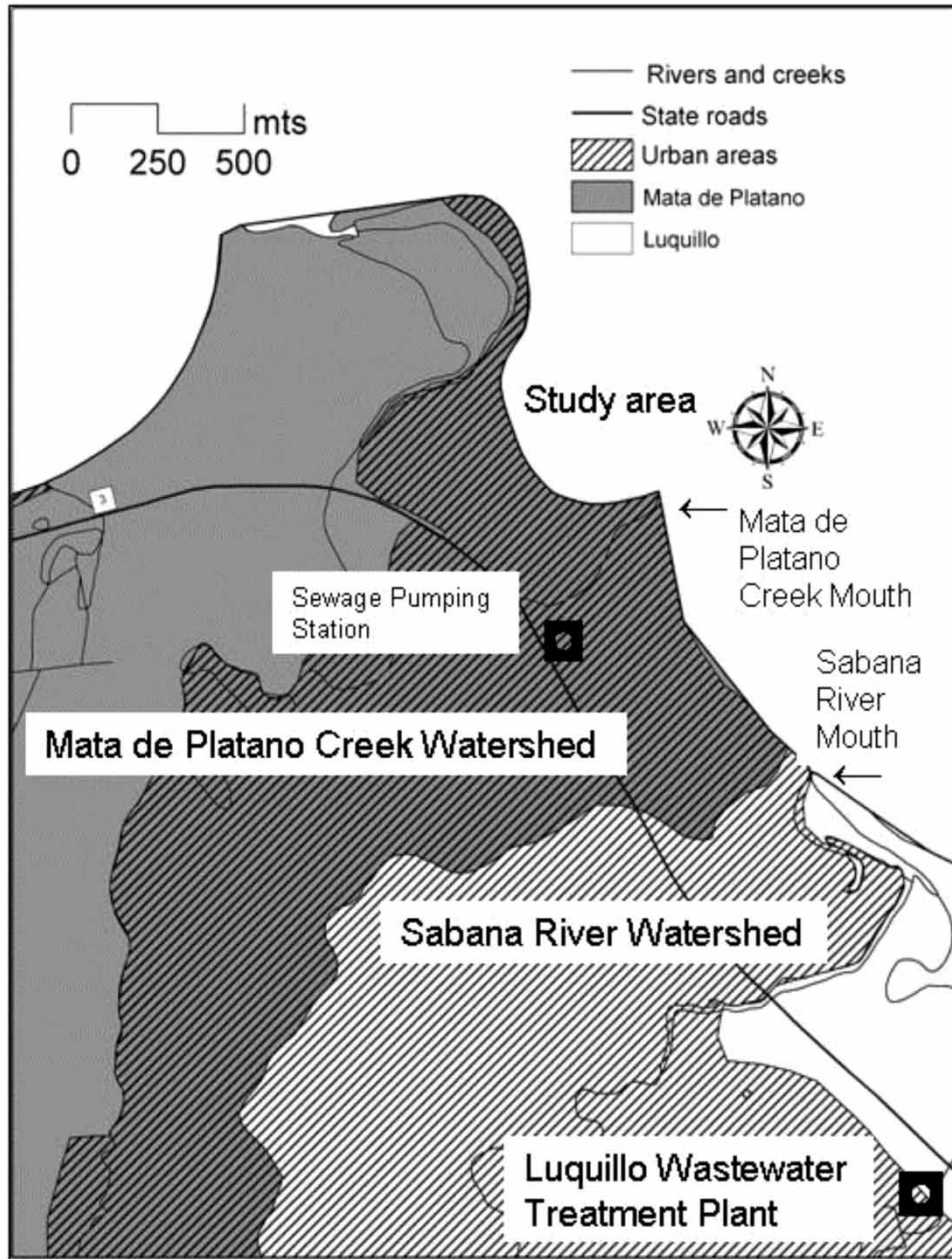 Rivers and creeks
State roads
Urban areas
Mata de Platano
Luquillo
mts
0 250 500
Study area
N
W E
S
3
Mata de
Platano
Creek Mouth
Sewage Pumping
Station
Sabana
River
Mouth
Mata de Platano Creek Watershed
Sabana River Watershed
Luquillo Wastewater
Treatment Plant